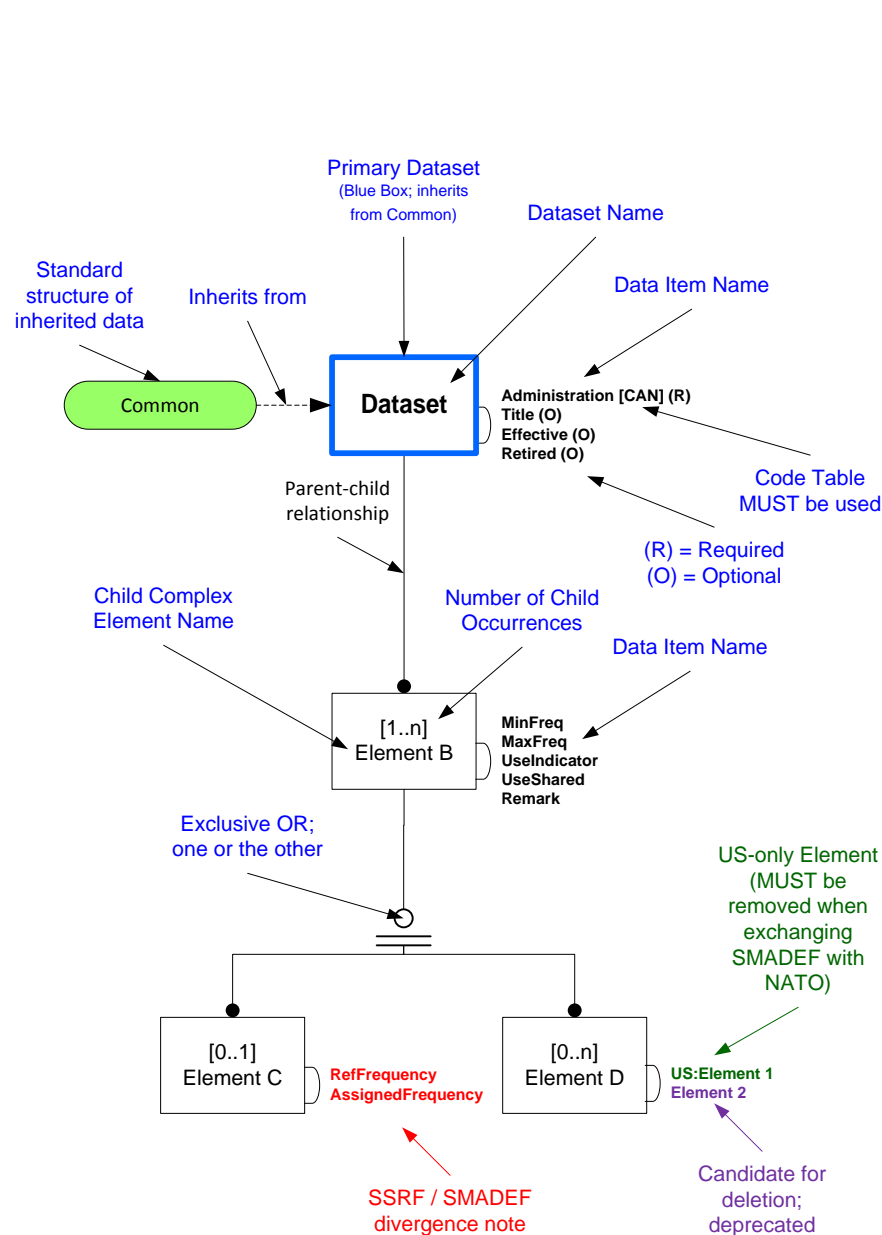 Primary Dataset
(Blue Box; inherits
from Common)
Dataset Name
Standard
structure of
inherited data
Inherits from
Data Item Name
Common
Dataset
Administration [CAN] (R)
Title (O)
Effective (O)
Retired (O)
Code Table
MUST be used
Parent-child
relationship
(R) = Required
(O) = Optional
Child Complex
Element Name
Number of Child
Occurrences
Data Item Name
[1..n]
Element B
MinFreq
MaxFreq
UseIndicator
UseShared
Remark
Exclusive OR;
one or the other
US-only Element
(MUST be
removed when
exchanging
SMADEF with
NATO)
[0..1]
Element C
RefFrequency
AssignedFrequency
[0..n]
Element D
US:Element 1
Element 2
SSRF / SMADEF
divergence note
Candidate for
deletion;
deprecated